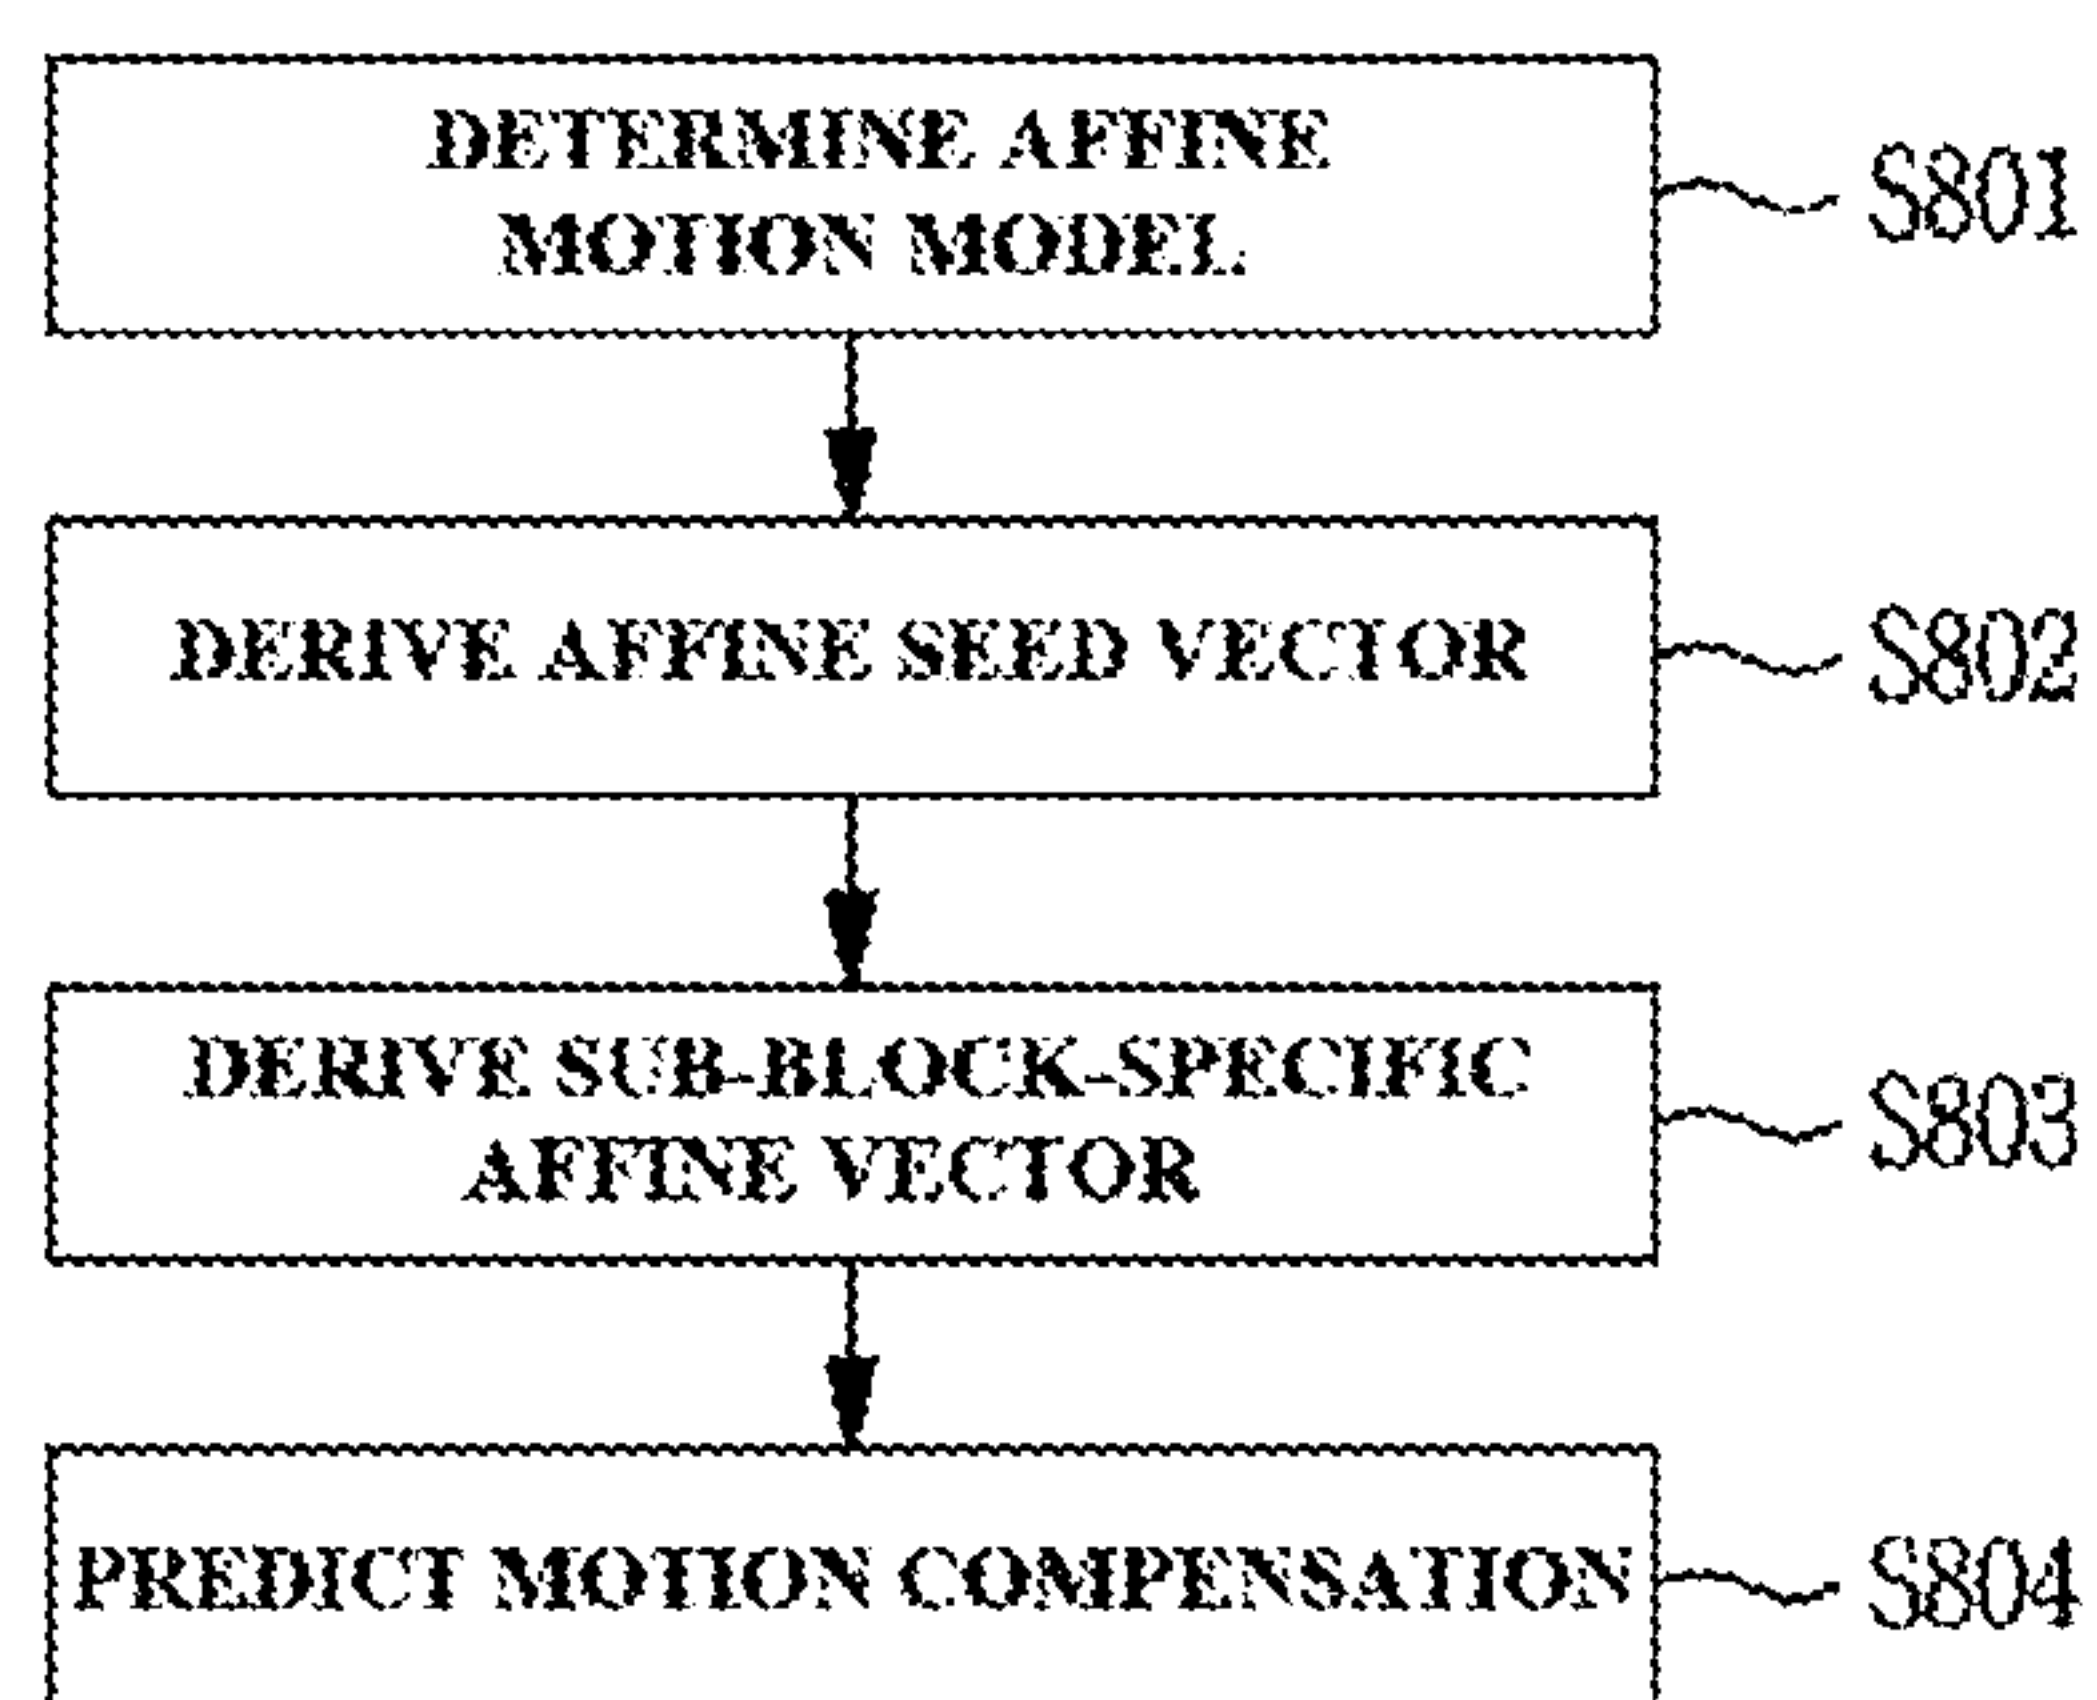 DETERMINE AFFINE
MOTION MODEL
S801
DERIVE AFFINE SEED VECTOR
S802
DERIVE SUB-BLOCK-SPECIFIC
AFFINE VECTOR
S803
PREDICT MOTION COMPENSATION
S804